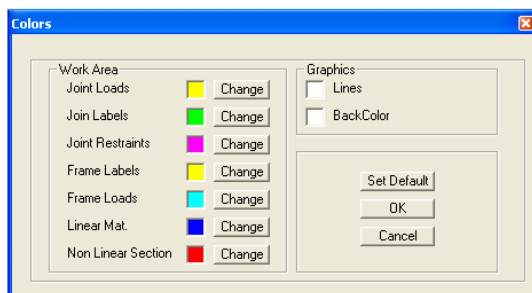 Colors
Work Area
Joint Loads Change
Join Labels Change
Joint Restraints Change
Frame Labels Change
Frame Loads Change
Linear Mat. Change
Non Linear Section Change
Graphics
Lines
BackColor
Set Default
OK
Cancel